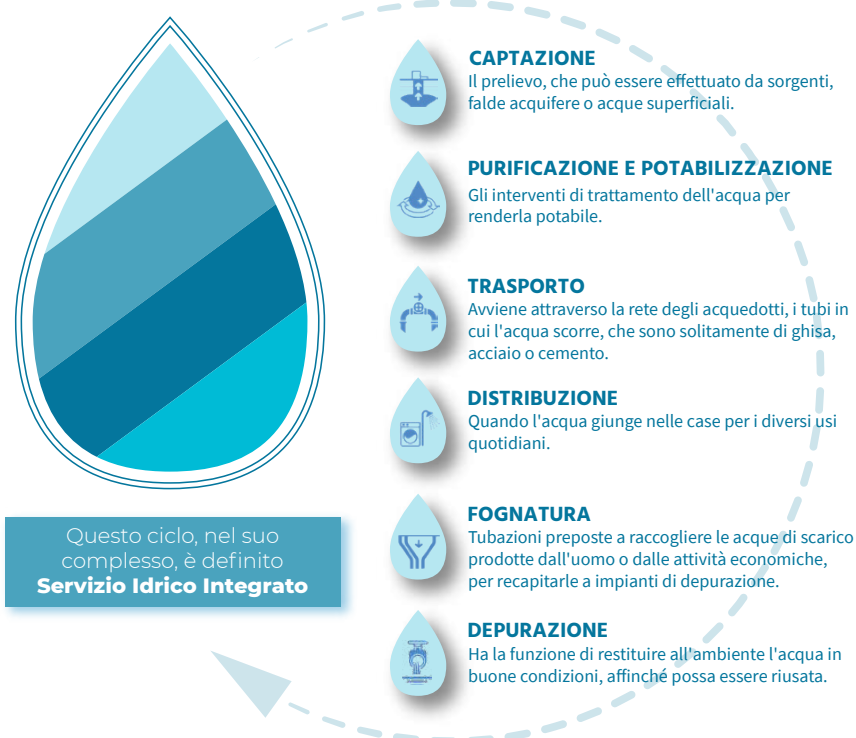 CAPTAZIONE
Il prelievo, che può essere effettuato da sorgenti,
falde acquifere o acque superficiali.
PURIFICAZIONE E POTABILIZZAZIONE
Gli interventi di trattamento dell'acqua per
renderla potabile.
TRASPORTO
Avviene attraverso la rete degli acquedotti, i tubi in
cui l'acqua scorre, che sono solitamente di ghisa,
acciaio o cemento.
DISTRIBUZIONE
Quando l'acqua giunge nelle case per i diversi usi
quotidiani.
FOGNATURA
Tubazioni preposte a raccogliere le acque di scarico
prodotte dall'uomo o dalle attività economiche,
per recapitarle a impianti di depurazione.
DEPURAZIONE
Ha la funzione di restituire all'ambiente l'acqua in
buone condizioni, affinché possa essere riusata.
Questo ciclo, nel suo
complesso, è definito
Servizio Idrico Integrato